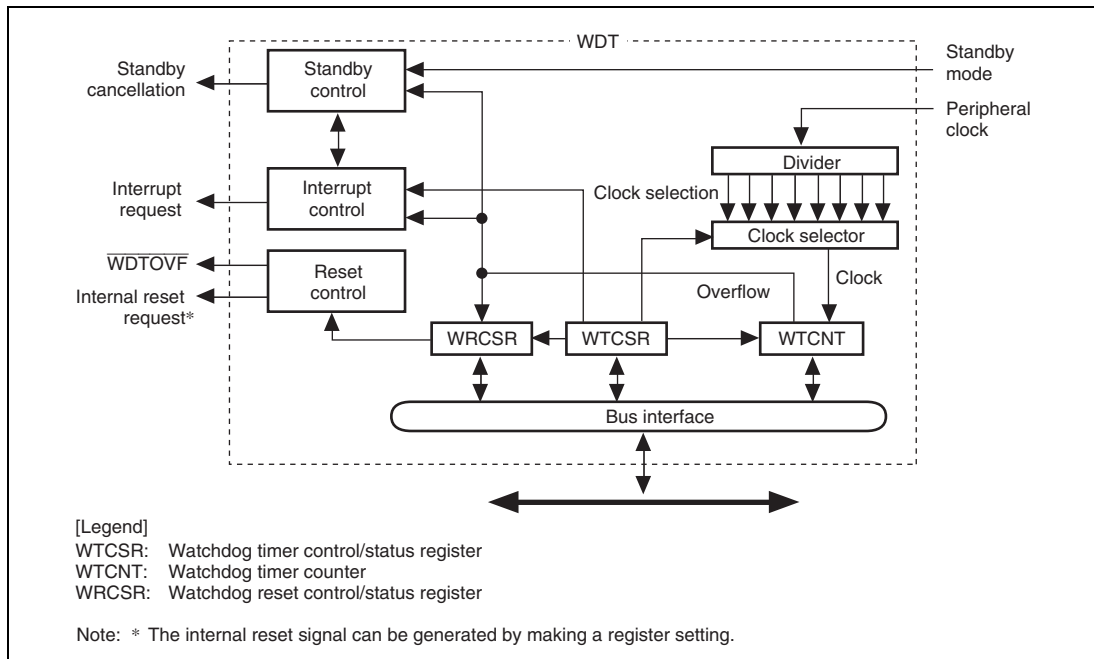 WDT
Standby
cancellation
Standby
control
Standby
mode
Peripheral
clock
Divider
Interrupt
request
Interrupt
control
Clock selection
Clock selector
WDTOVF
Internal reset
request*
Reset
control
Overflow
Clock
WRCSR
WTCSR
WTCNT
Bus interface
[Legend]
WTCSR: Watchdog timer control/status register
WTCNT: Watchdog timer counter
WRCSR: Watchdog reset control/status register
Note: * The internal reset signal can be generated by making a register setting.